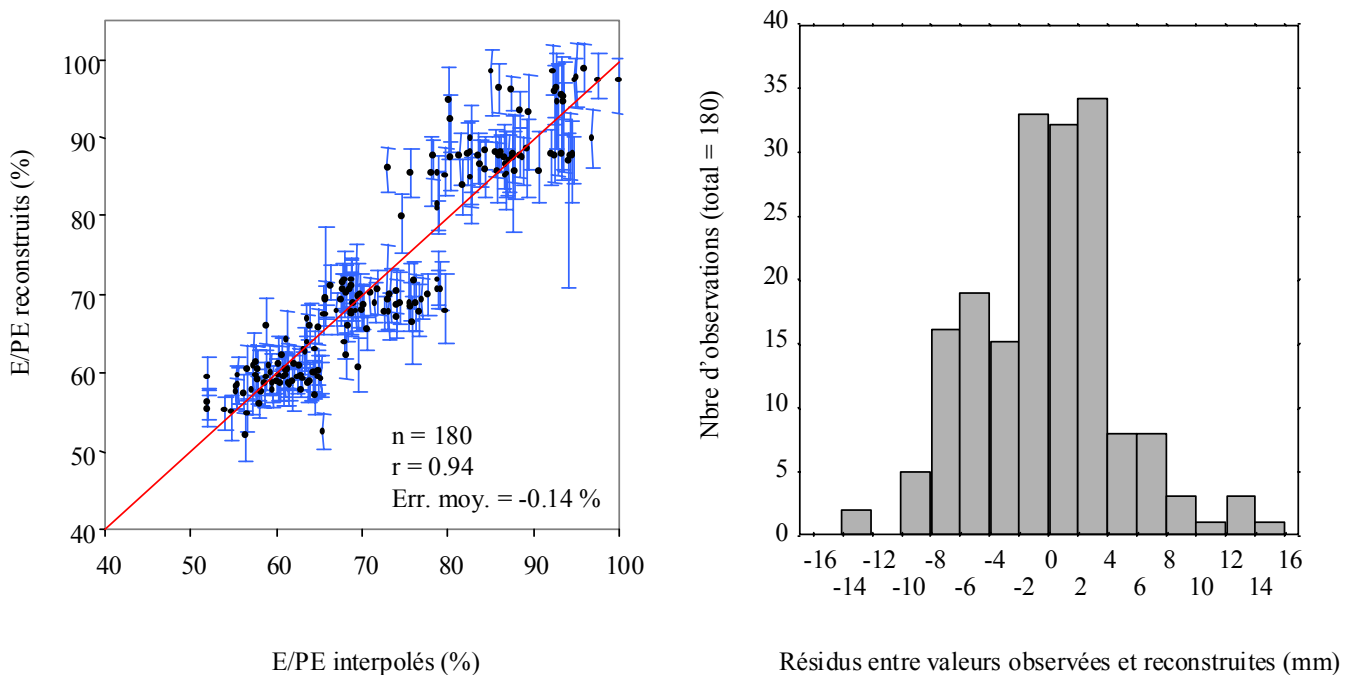 100
90
80
70
60
50
40
E/PE reconstruits (%)
n = 180
r = 0.94
Err. moy. = -0.14 %
40 50 60 70 80 90 100
E/PE interpolés (%)
40
35
30
25
20
15
10
5
0
Nbre d'observations (total = 180)
-16 -12 -8 -4 0 4 8 12 16
-14 -10 -6 -2 2 6 10 14
Résidus entre valeurs observées et reconstruites (mm)